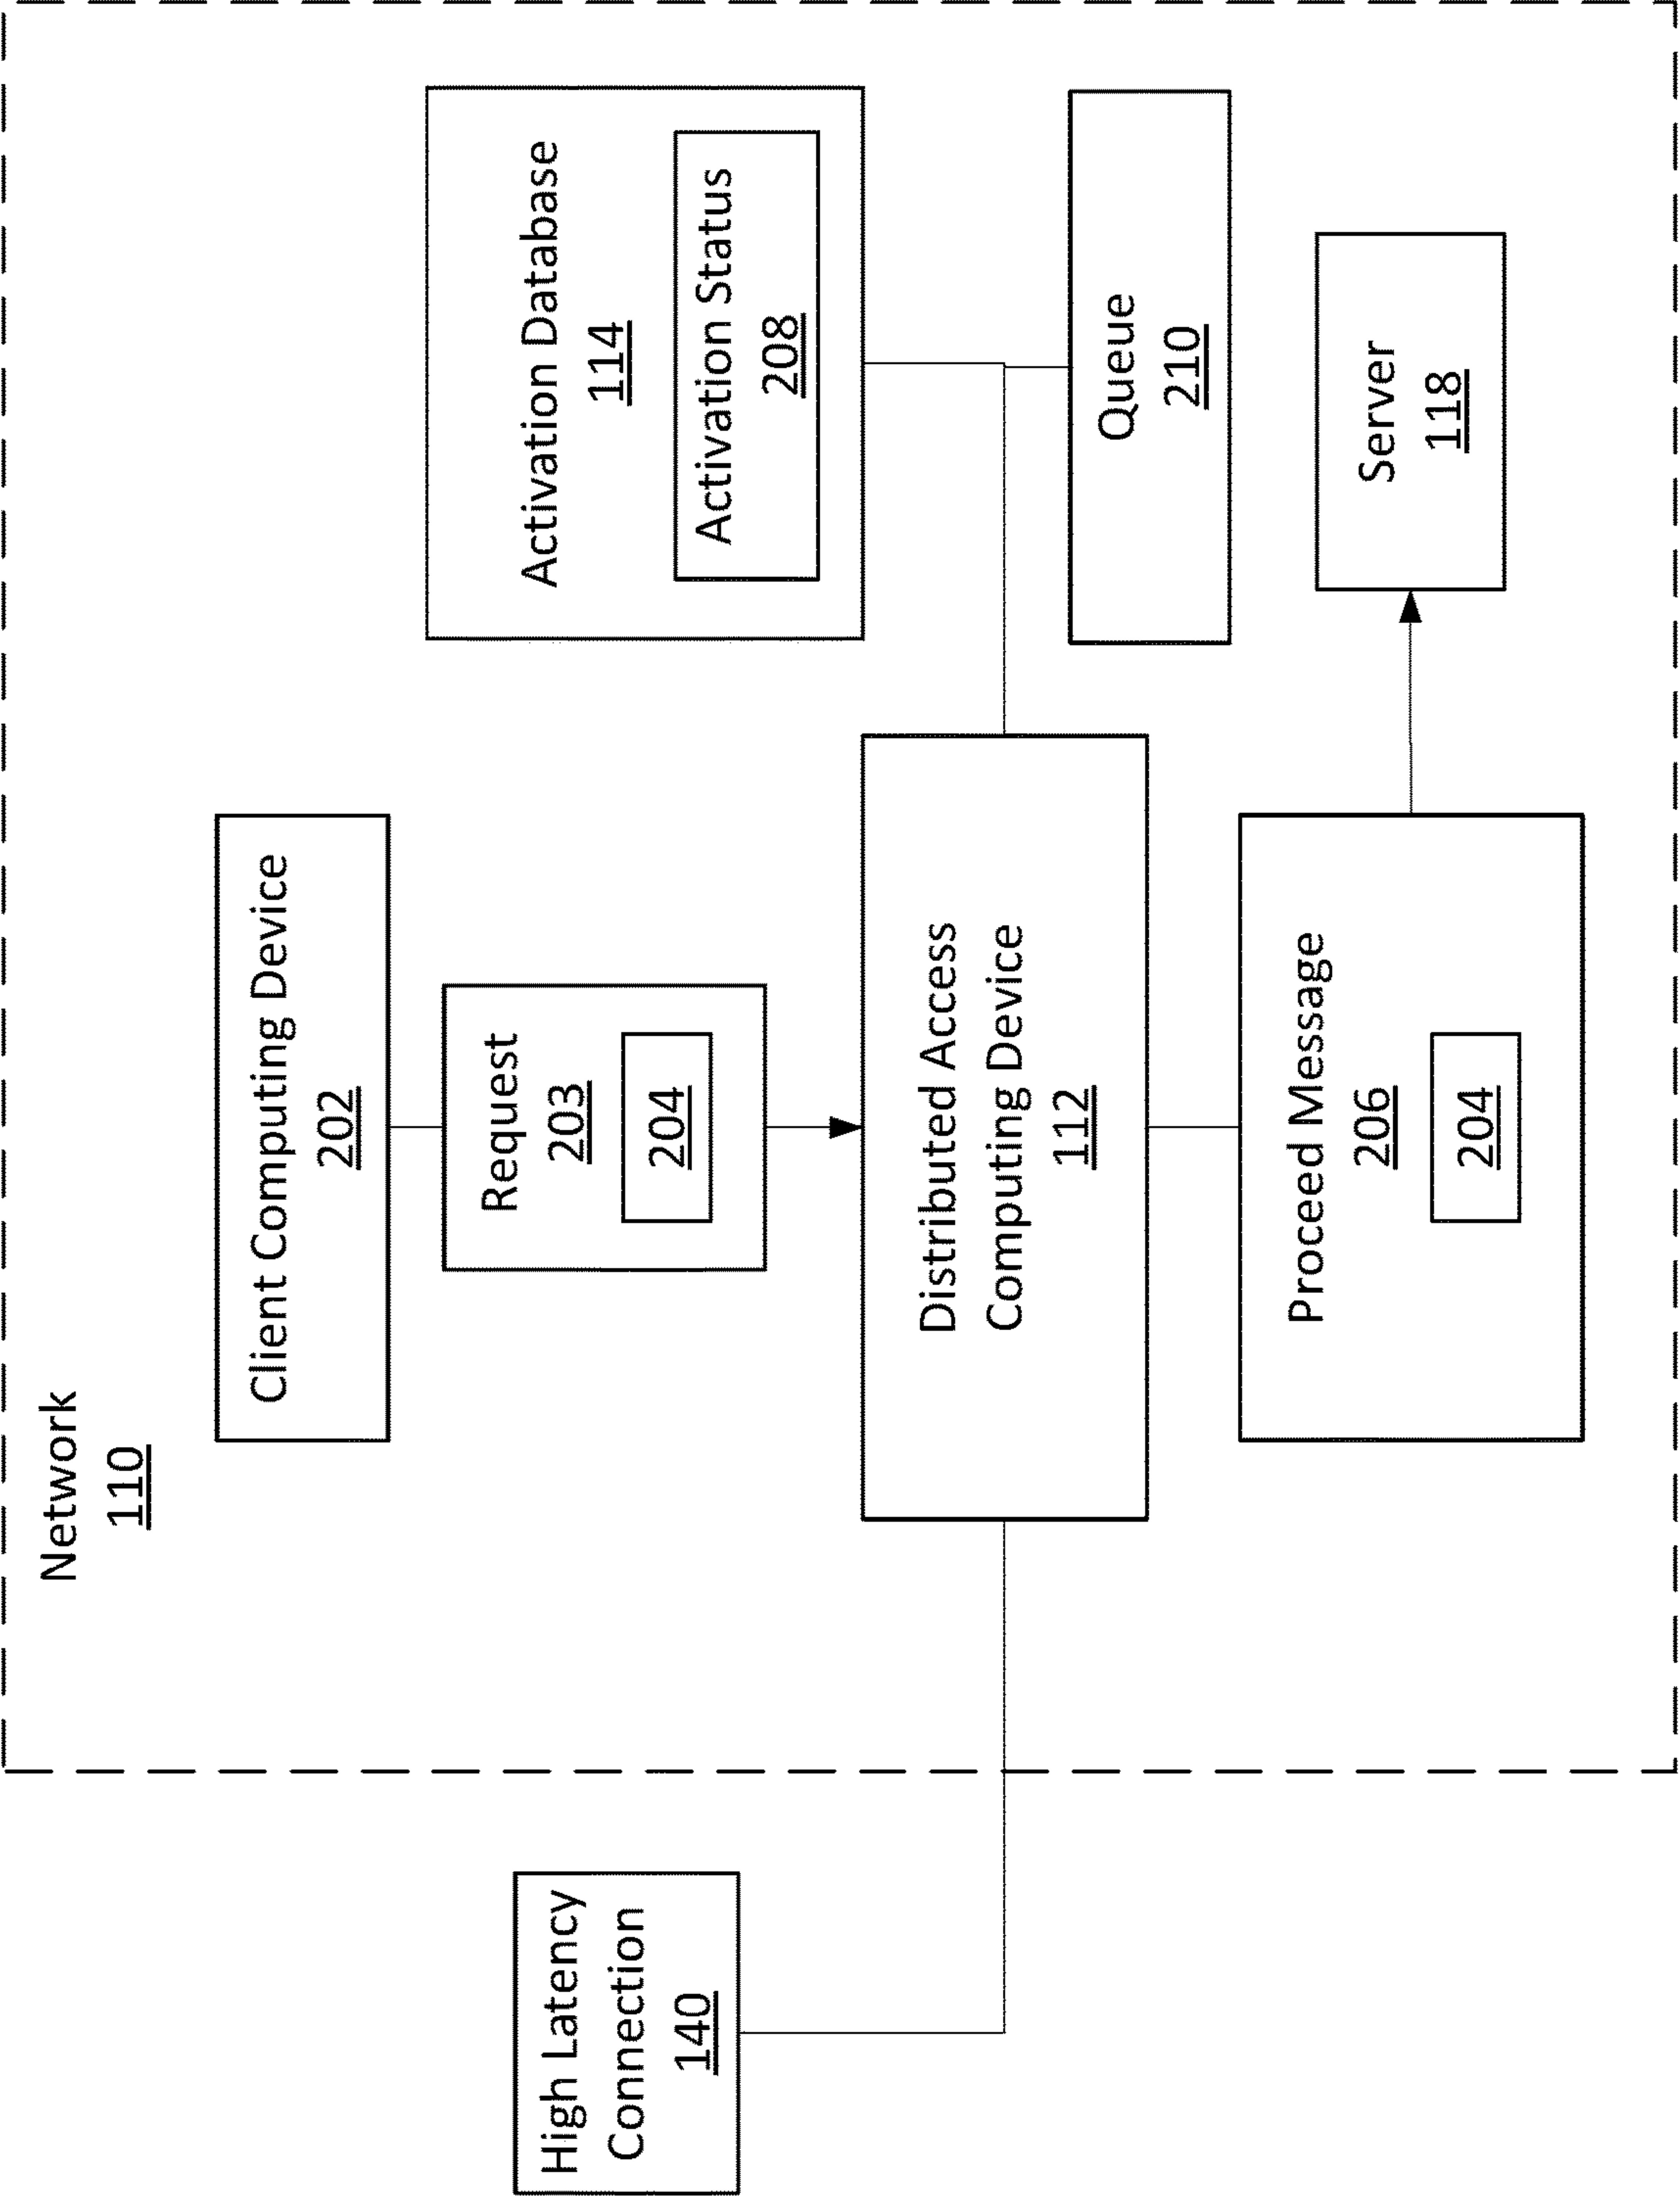 Network
110
Client Computing Device
202
Request
203
204
Activation Database
114
Activation Status
208
High Latency
Connection
140
Distributed Access
Computing Device
112
Queue
210
Proceed Message
206
204
Server
118